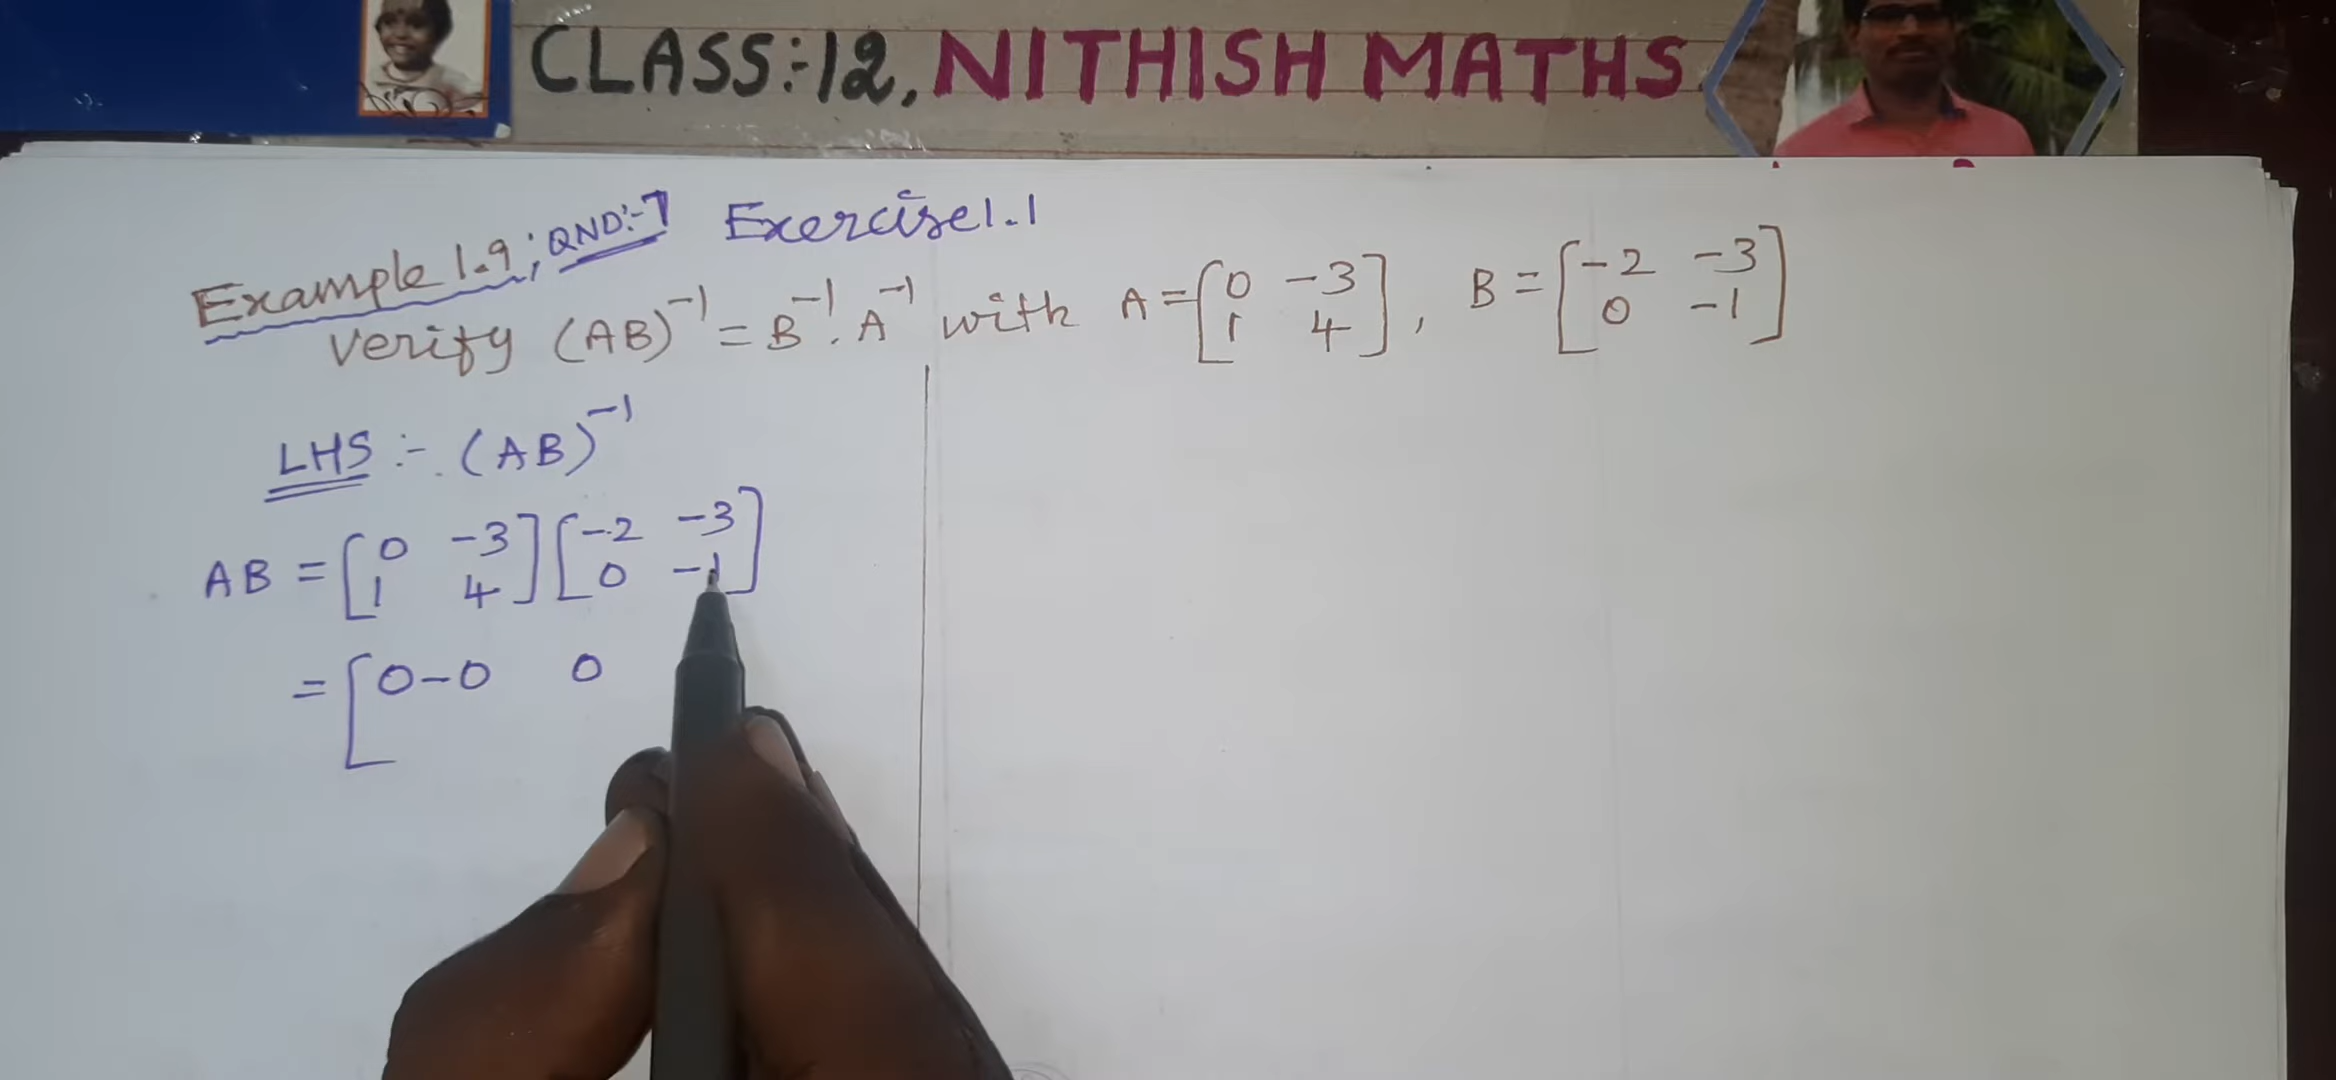 CLASS:-12, NITHISH MATHS
Example 1.9; QNO:-7 Exercise 1.1
Verify (AB)⁻¹ = B⁻¹. A⁻¹ with A = [0 -3; 1 4], B = [-2 -3; 0 -1]
LHS :- (AB)⁻¹
AB = [0 -3; 1 4] [-2 -3; 0 -1]
= [0-0 0